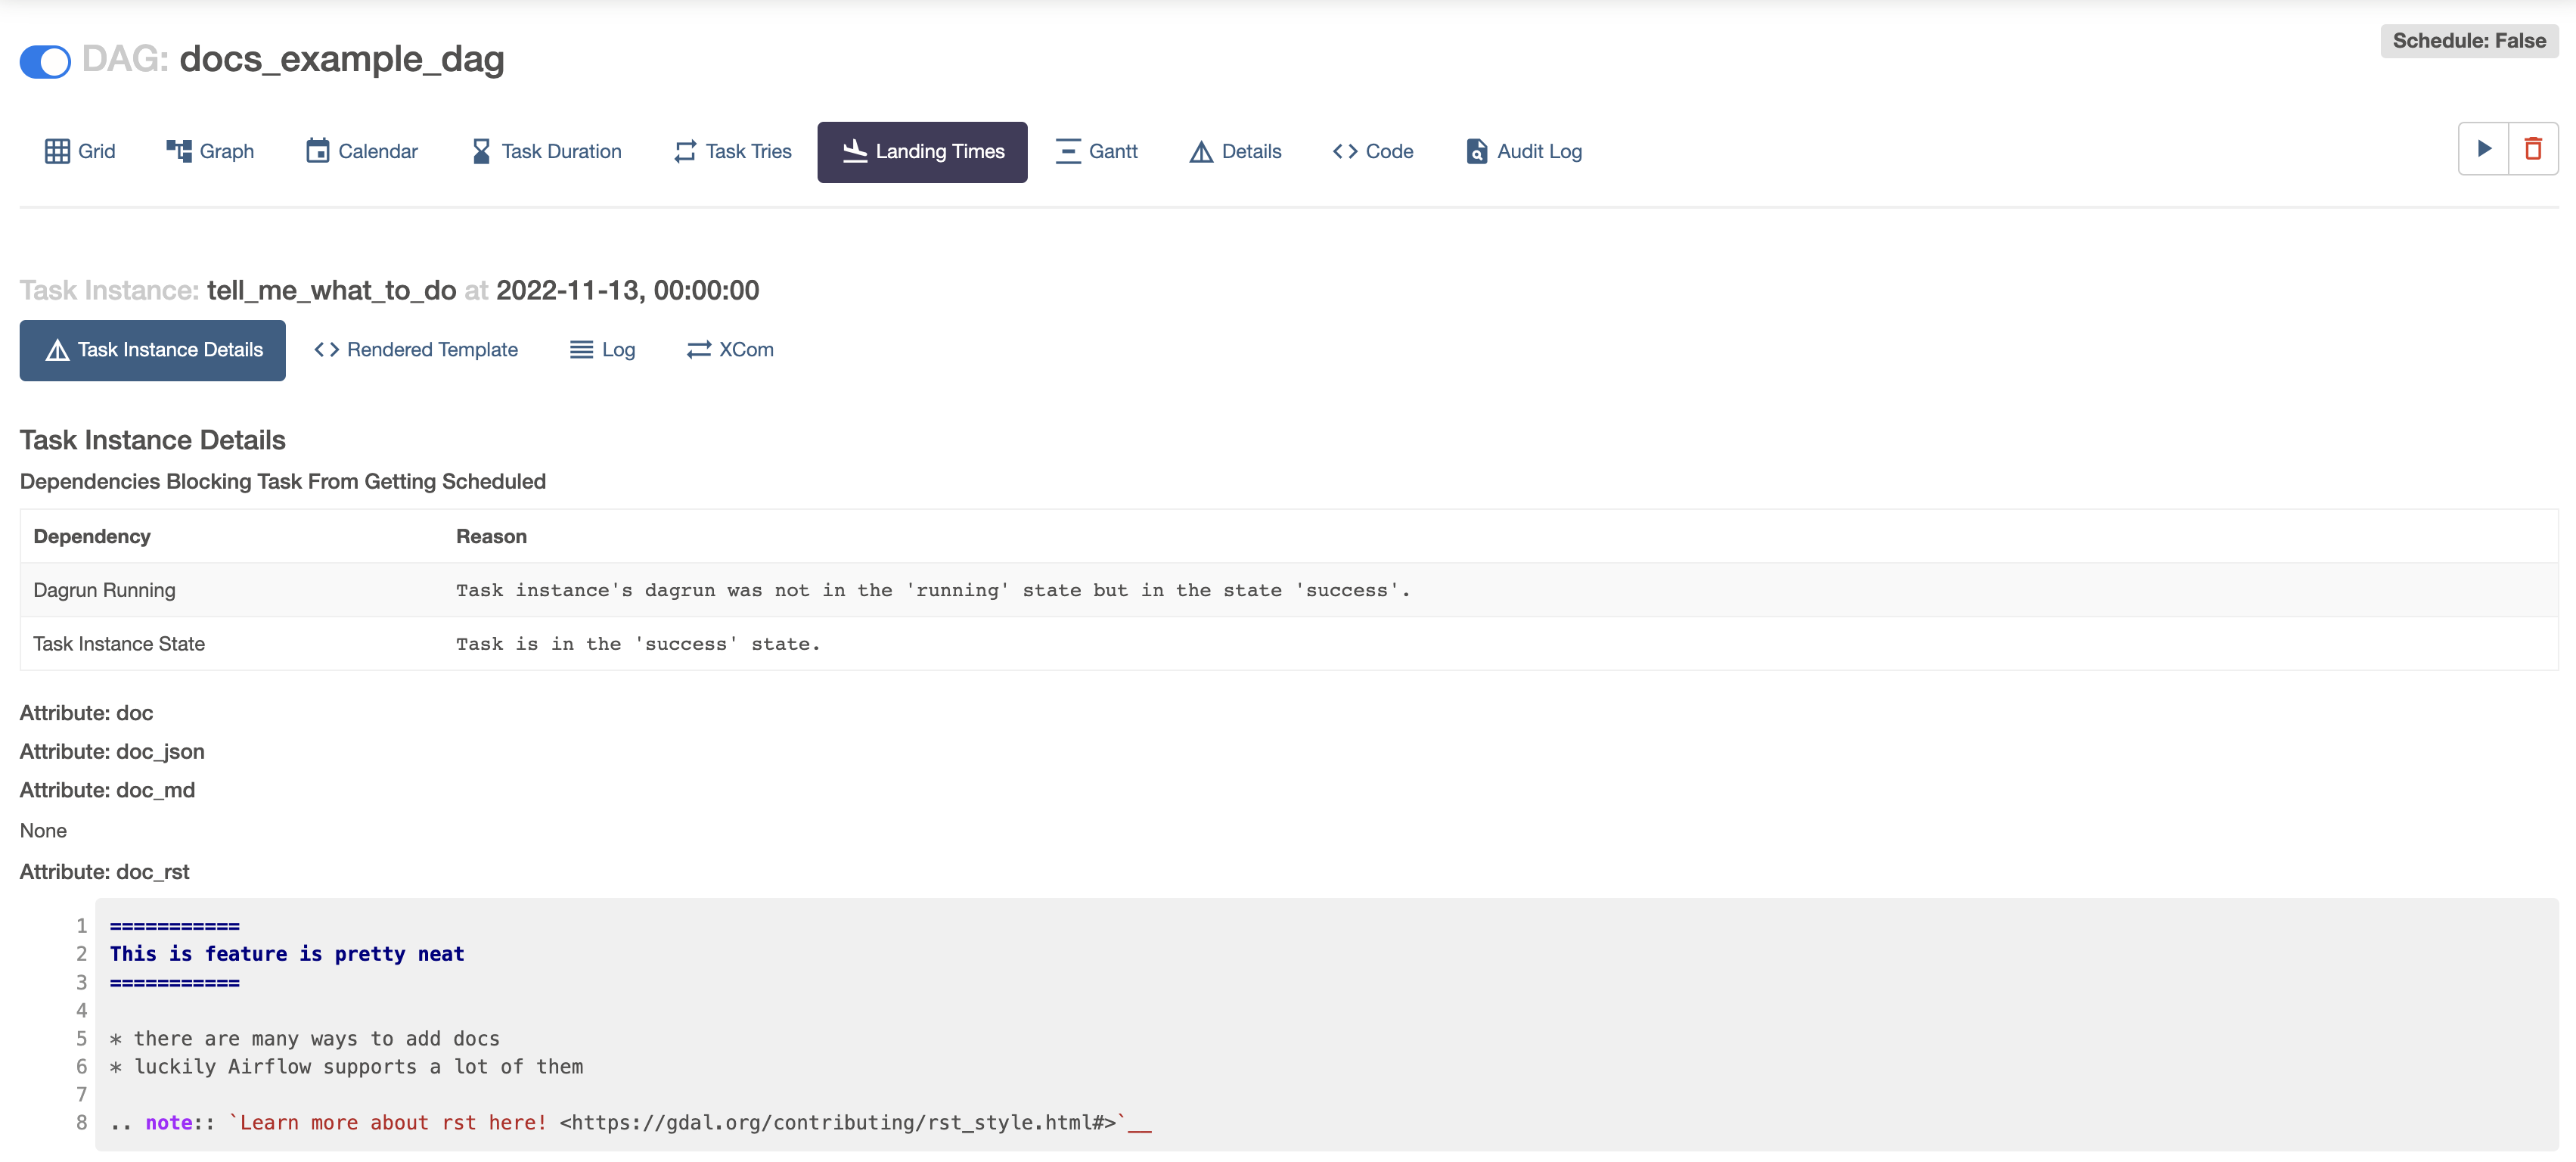 DAG: docs_example_dag
Schedule: False
Grid Graph Calendar Task Duration Task Tries Landing Times Gantt Details Code Audit Log
Task Instance: tell_me_what_to_do at 2022-11-13, 00:00:00
Task Instance Details Rendered Template Log XCom
Task Instance Details
Dependencies Blocking Task From Getting Scheduled
Dependency Reason
Dagrun Running Task instance's dagrun was not in the 'running' state but in the state 'success'.
Task Instance State Task is in the 'success' state.
Attribute: doc
Attribute: doc_json
Attribute: doc_md
None
Attribute: doc_rst
1 ===========
2 This is feature is pretty neat
3 ===========
4
5 * there are many ways to add docs
6 * luckily Airflow supports a lot of them
7
8 .. note:: `Learn more about rst here! <https://gdal.org/contributing/rst_style.html#>`__